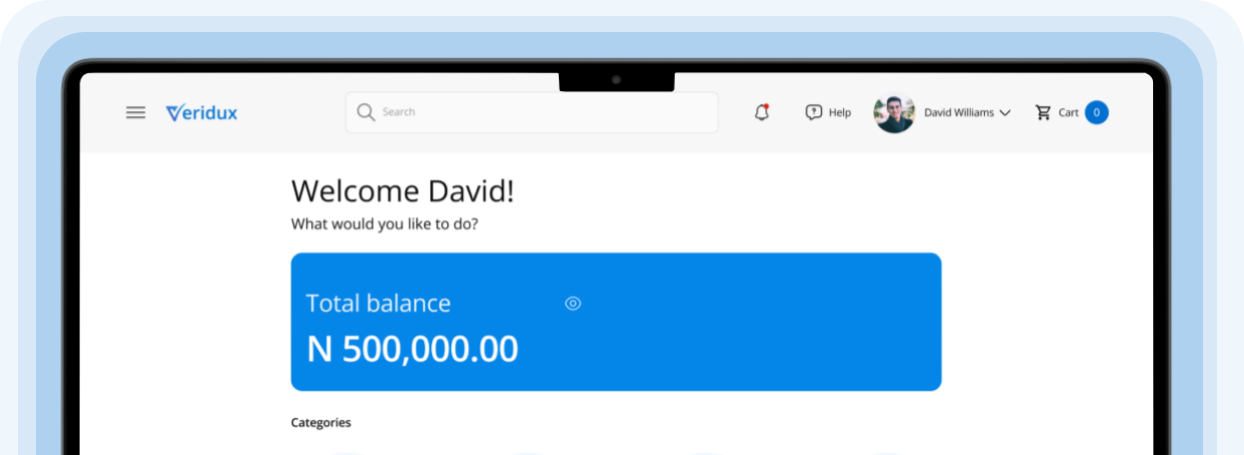 Veridux
Search
Help
David Williams
Cart
0
Welcome David!
What would you like to do?
Total balance
N 500,000.00
Categories